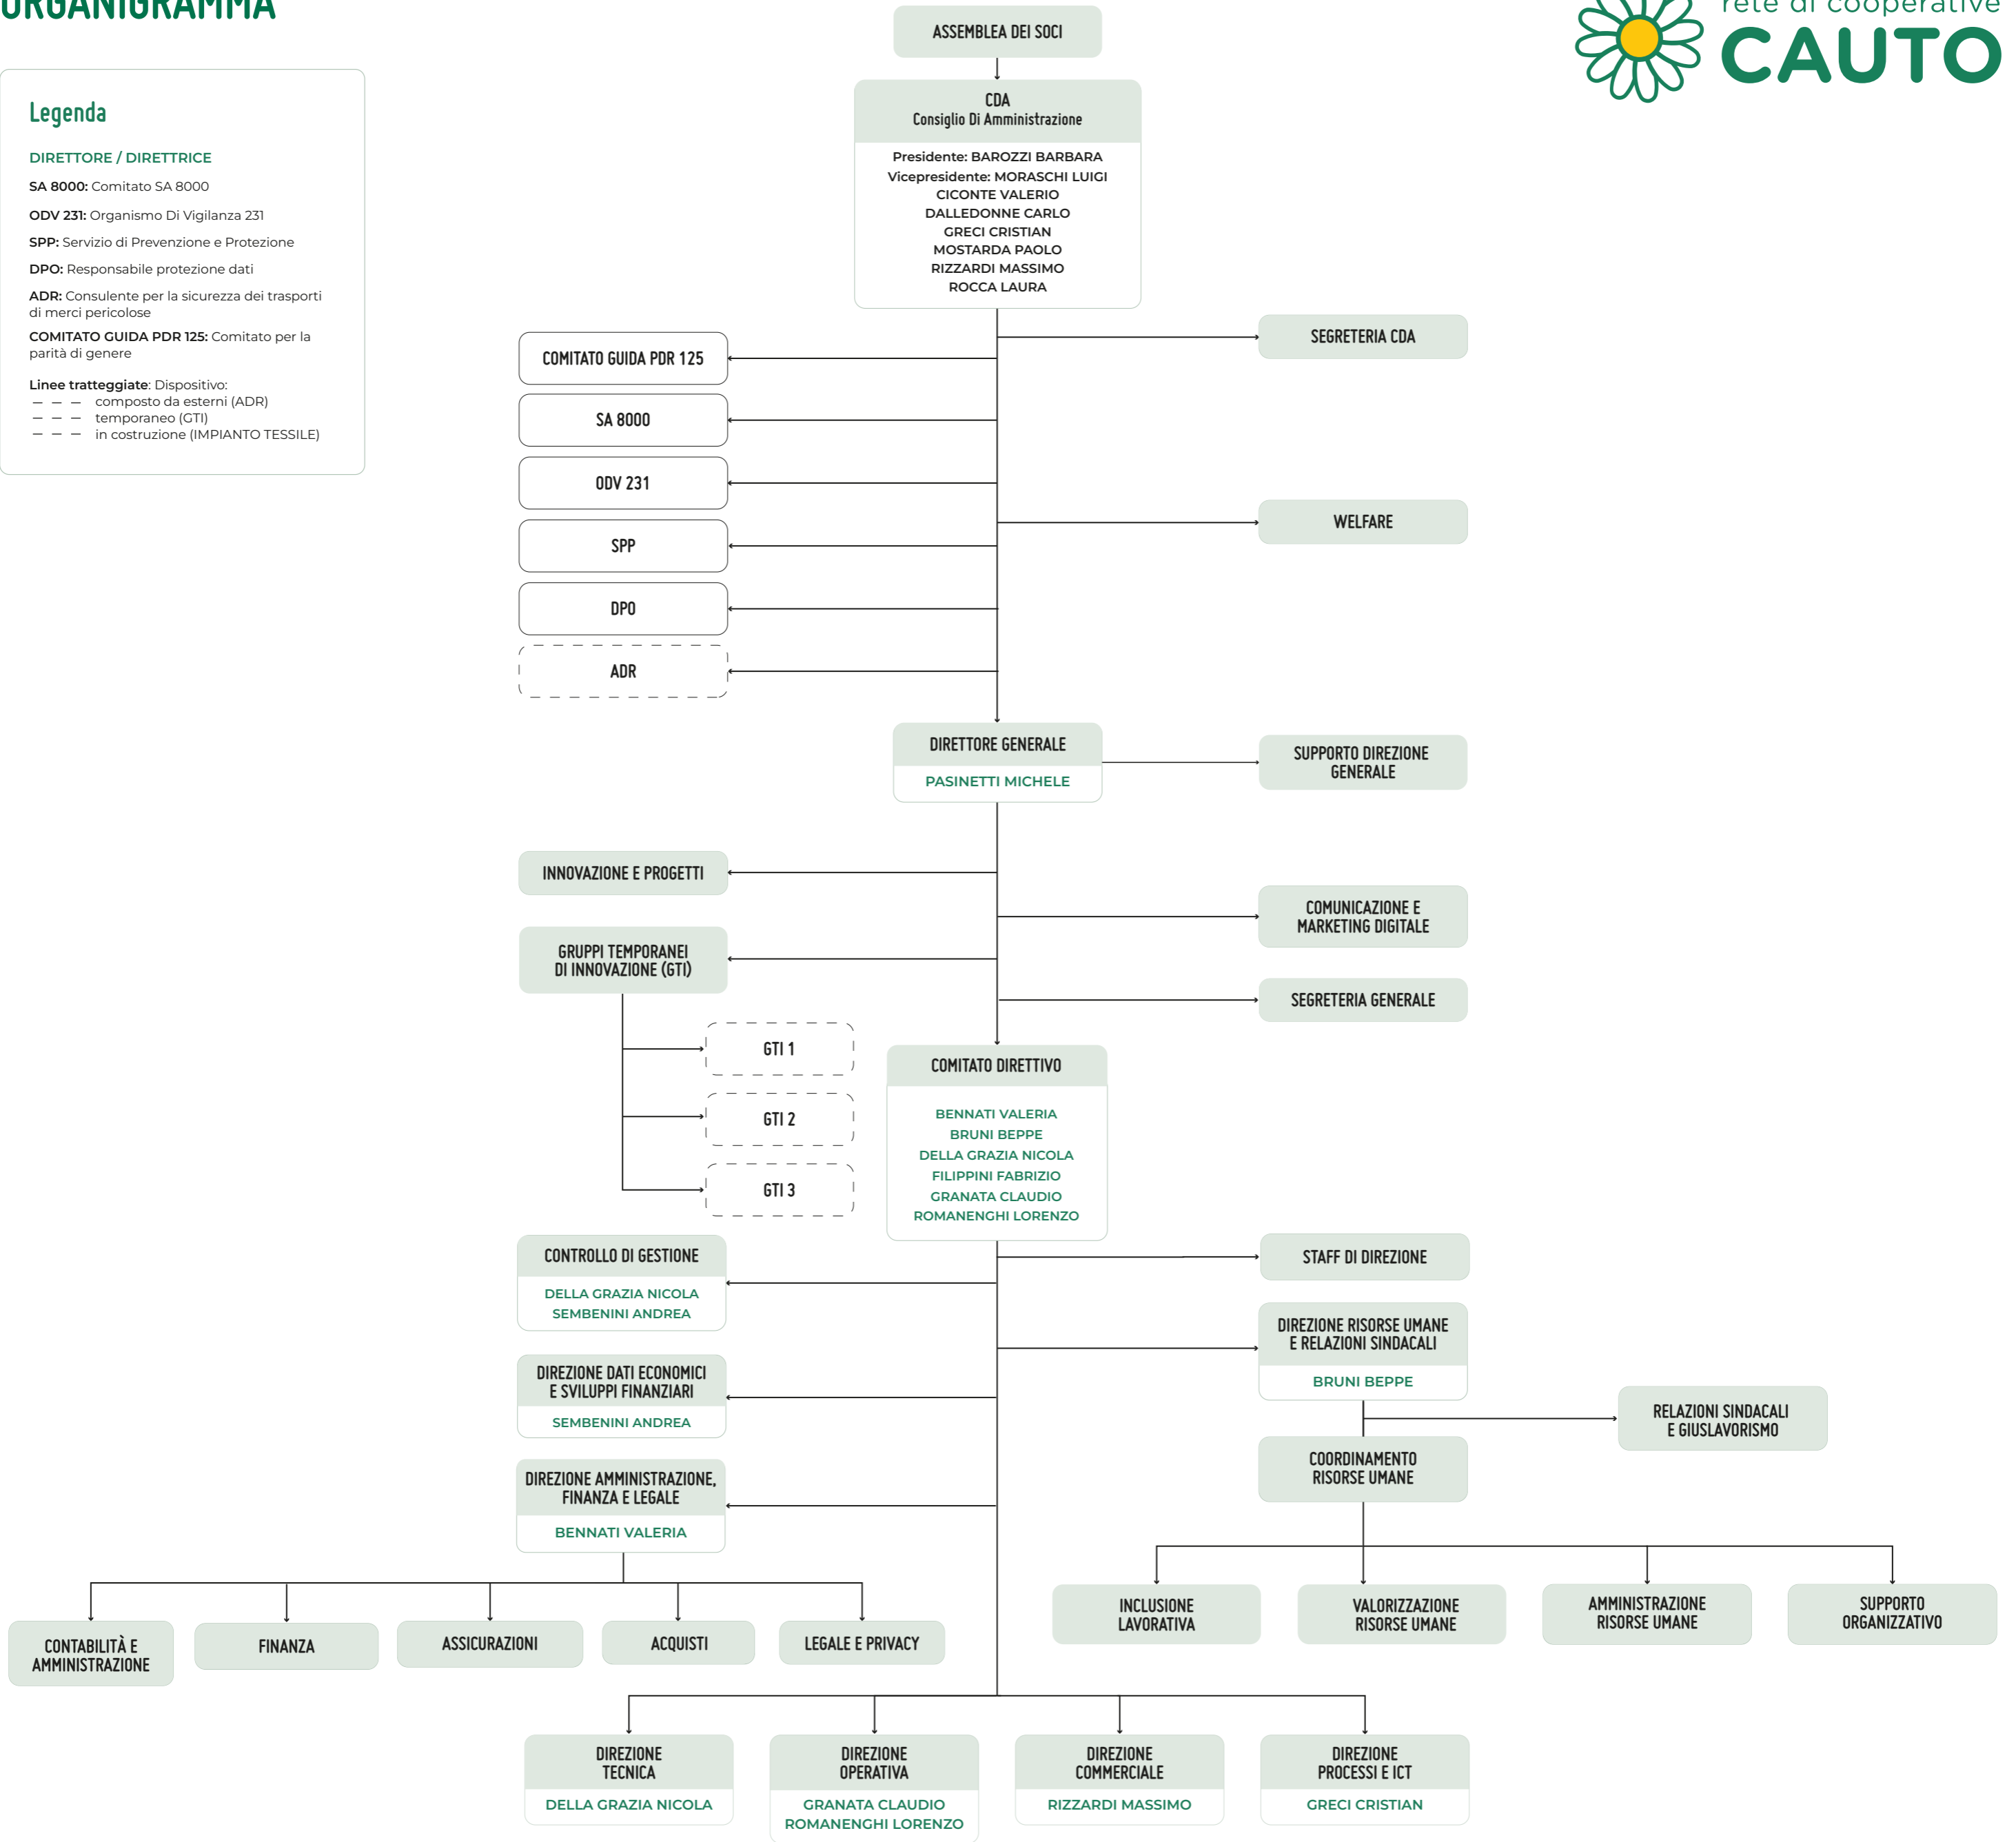 ORGANIGRAMMA
rete di cooperative
CAUTO
Legenda
DIRETTORE / DIRETTRICE
SA 8000: Comitato SA 8000
ODV 231: Organismo Di Vigilanza 231
SPP: Servizio di Prevenzione e Protezione
DPO: Responsabile protezione dati
ADR: Consulente per la sicurezza dei trasporti
di merci pericolose
COMITATO GUIDA PDR 125: Comitato per la
parità di genere
Linee tratteggiate: Dispositivo:
composto da esterni (ADR)
temporaneo (GTI)
in costruzione (IMPIANTO TESSILE)
ASSEMBLEA DEI SOCI
CDA
Consiglio Di Amministrazione
Presidente: BAROZZI BARBARA
Vicepresidente: MORASCHI LUIGI
CICONTE VALERIO
DALLEDONNE CARLO
GRECI CRISTIAN
MOSTARDA PAOLO
RIZZARDI MASSIMO
ROCCA LAURA
SEGRETERIA CDA
COMITATO GUIDA PDR 125
SA 8000
ODV 231
WELFARE
SPP
DPO
ADR
DIRETTORE GENERALE
PASINETTI MICHELE
SUPPORTO DIREZIONE
GENERALE
INNOVAZIONE E PROGETTI
COMUNICAZIONE E
MARKETING DIGITALE
GRUPPI TEMPORANEI
DI INNOVAZIONE (GTI)
SEGRETERIA GENERALE
GTI 1
GTI 2
GTI 3
COMITATO DIRETTIVO
BENNATI VALERIA
BRUNI BEPPE
DELLA GRAZIA NICOLA
FILIPPINI FABRIZIO
GRANATA CLAUDIO
ROMANENGHI LORENZO
CONTROLLO DI GESTIONE
DELLA GRAZIA NICOLA
SEMBENINI ANDREA
STAFF DI DIREZIONE
DIREZIONE RISORSE UMANE
E RELAZIONI SINDACALI
BRUNI BEPPE
DIREZIONE DATI ECONOMICI
E SVILUPPI FINANZIARI
SEMBENINI ANDREA
RELAZIONI SINDACALI
E GIUSLAVORISMO
COORDINAMENTO
RISORSE UMANE
DIREZIONE AMMINISTRAZIONE,
FINANZA E LEGALE
BENNATI VALERIA
CONTABILITÀ E
AMMINISTRAZIONE
FINANZA
ASSICURAZIONI
ACQUISTI
LEGALE E PRIVACY
INCLUSIONE
LAVORATIVA
VALORIZZAZIONE
RISORSE UMANE
AMMINISTRAZIONE
RISORSE UMANE
SUPPORTO
ORGANIZZATIVO
DIREZIONE
TECNICA
DELLA GRAZIA NICOLA
DIREZIONE
OPERATIVA
GRANATA CLAUDIO
ROMANENGHI LORENZO
DIREZIONE
COMMERCIALE
RIZZARDI MASSIMO
DIREZIONE
PROCESSI E ICT
GRECI CRISTIAN